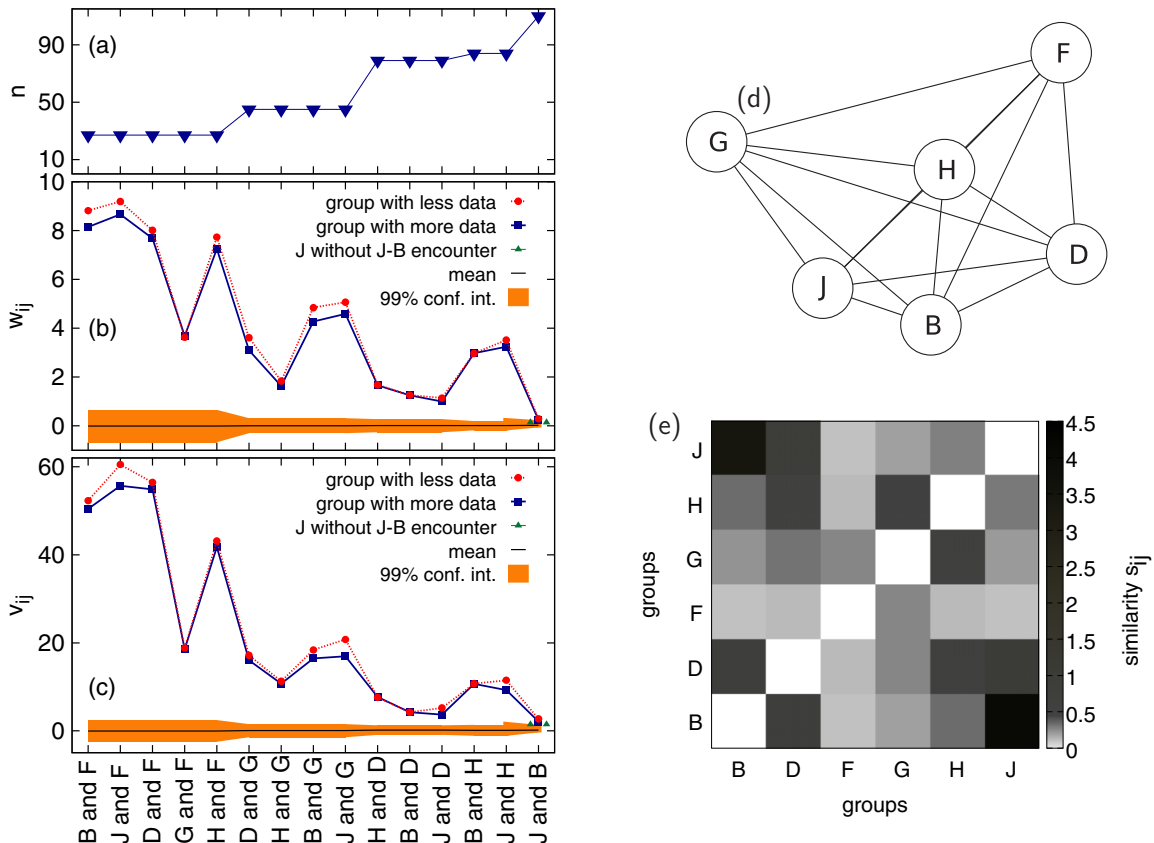 (a)
n
90
50
10
(b)
w_ij
10
8
6
4
2
0
group with less data
group with more data
J without J-B encounter
mean
99% conf. int.
(c)
v_ij
60
40
20
0
group with less data
group with more data
J without J-B encounter
mean
99% conf. int.
B and F
J and F
D and F
G and F
H and F
D and G
H and G
B and G
J and G
H and D
B and D
J and D
B and H
J and H
J and B
(d)
F
G
H
D
J
B
(e)
groups
J
H
G
F
D
B
B D F G H J
groups
4.5
4
3.5
3
2.5
2
1.5
1
0.5
0
similarity s_ij